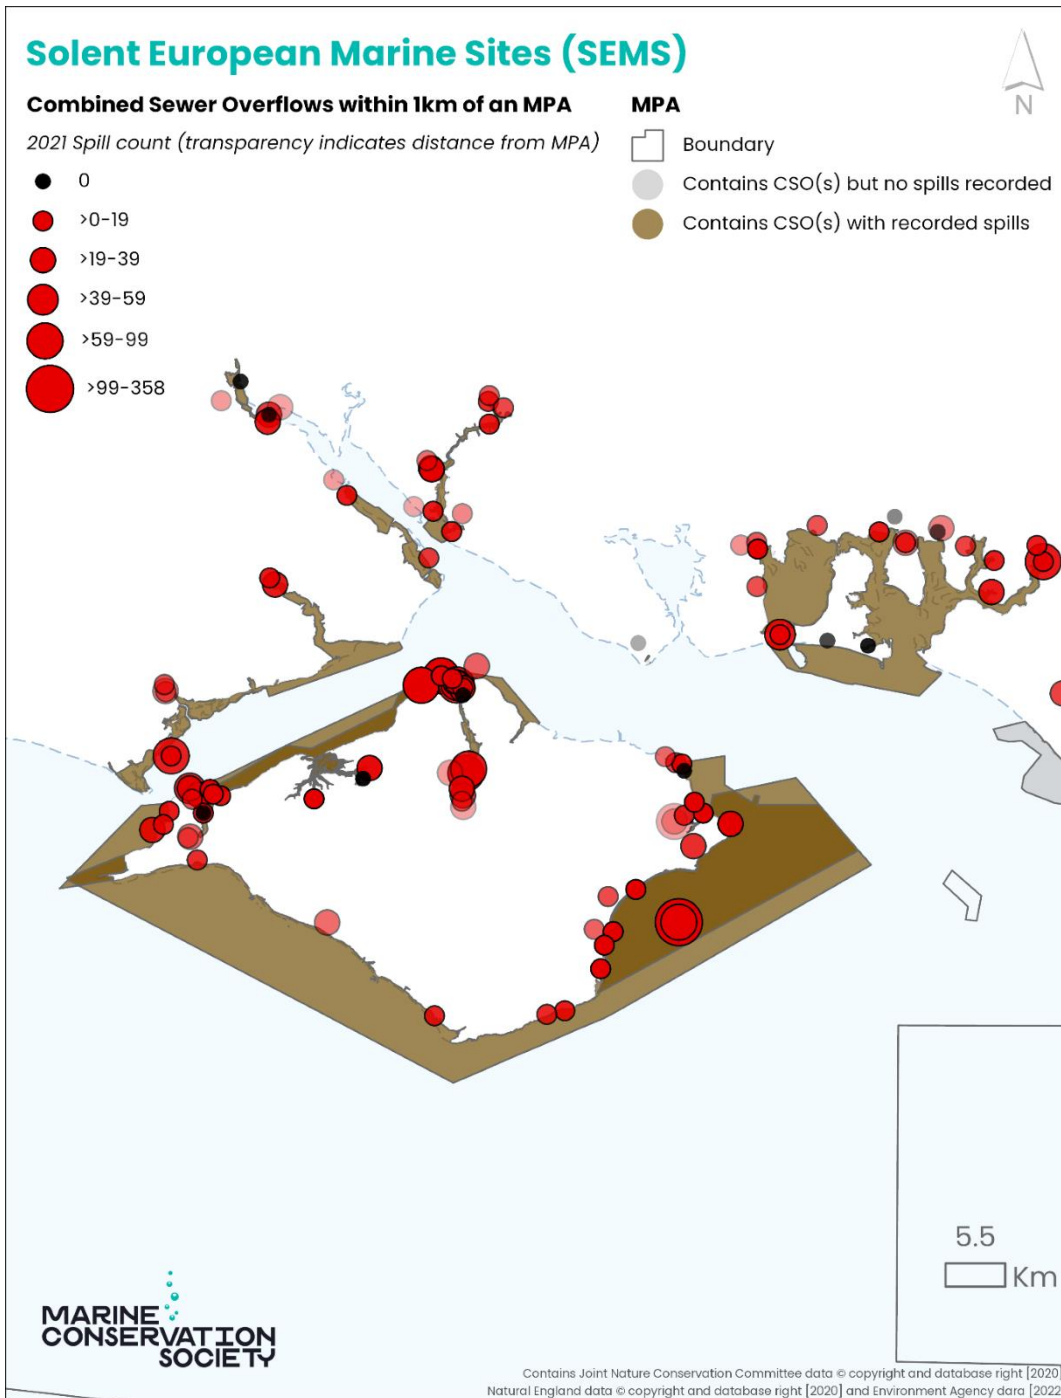 Solent European Marine Sites (SEMS)
Combined Sewer Overflows within 1km of an MPA
2021 Spill count (transparency indicates distance from MPA)
0
>0-19
>19-39
>39-59
>59-99
>99-358
MPA
Boundary
Contains CSO(s) but no spills recorded
Contains CSO(s) with recorded spills
N
5.5
Km
MARINE
CONSERVATION
SOCIETY
Contains Joint Nature Conservation Committee data © copyright and database right [2020
Natural England data © copyright and database right [2020] and Environment Agency data [2022